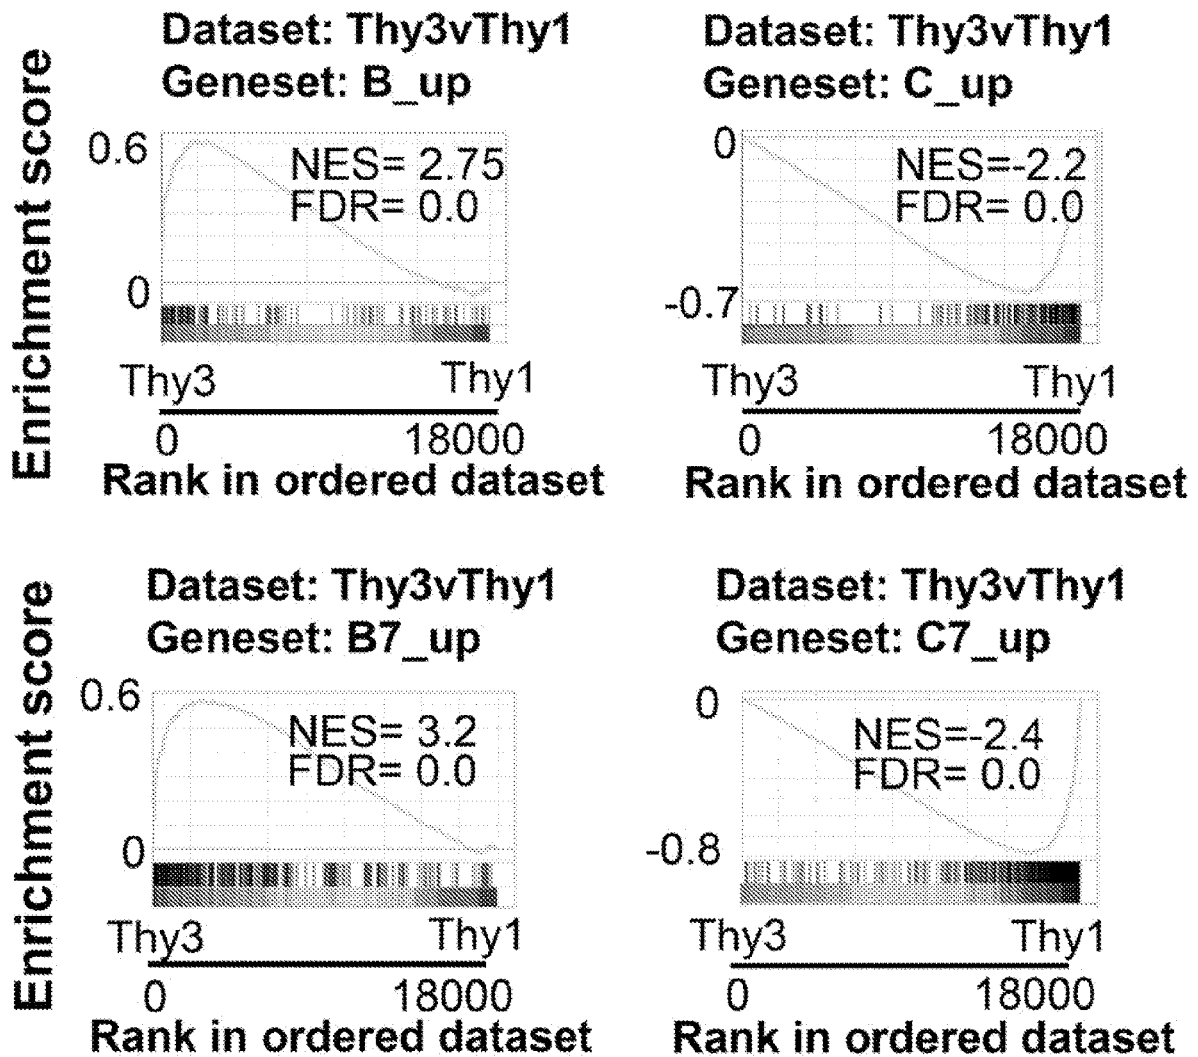 Dataset: Thy3vThy1
Geneset: B_up
Enrichment score
0.6
NES= 2.75
FDR= 0.0
0
Thy3 Thy1
0 18000
Rank in ordered dataset
Dataset: Thy3vThy1
Geneset: C_up
0
NES=-2.2
FDR= 0.0
-0.7
Thy3 Thy1
0 18000
Rank in ordered dataset
Dataset: Thy3vThy1
Geneset: B7_up
Enrichment score
0.6
NES= 3.2
FDR= 0.0
0
Thy3 Thy1
0 18000
Rank in ordered dataset
Dataset: Thy3vThy1
Geneset: C7_up
0
NES=-2.4
FDR= 0.0
-0.8
Thy3 Thy1
0 18000
Rank in ordered dataset